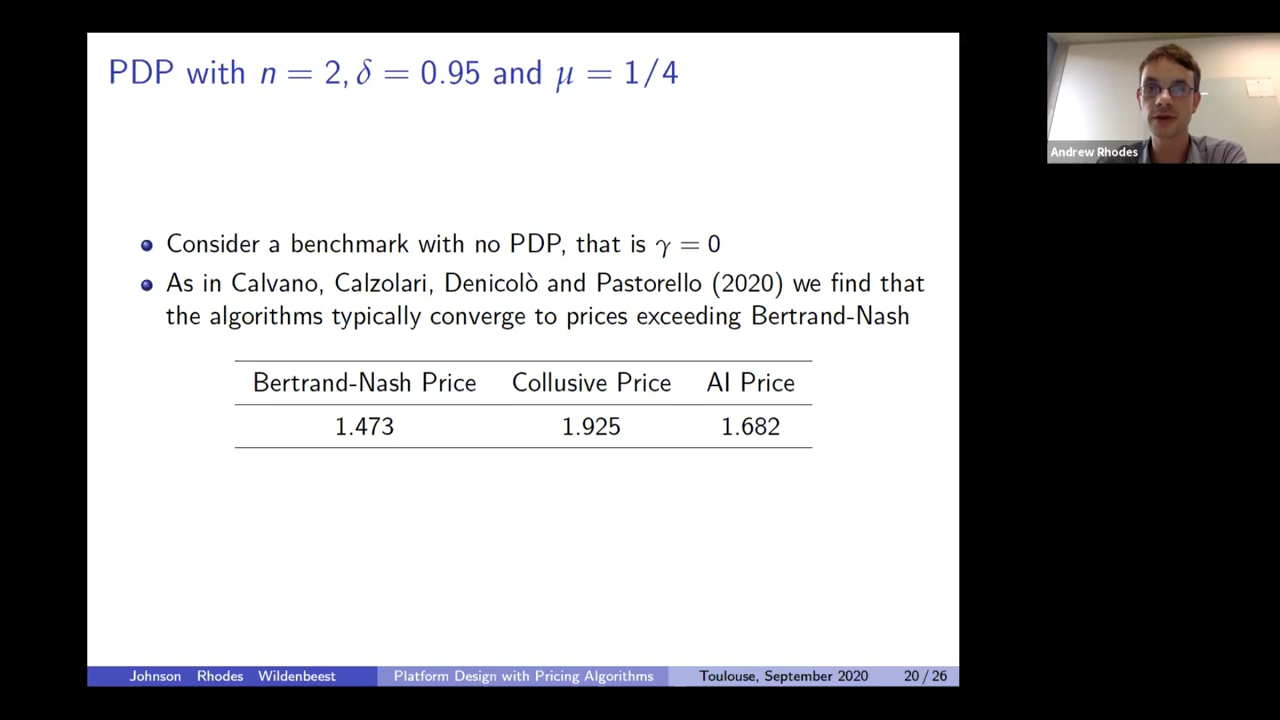 PDP with n = 2, δ = 0.95 and μ = 1/4
Andrew Rhodes
Consider a benchmark with no PDP, that is γ = 0
As in Calvano, Calzolari, Denicolò and Pastorello (2020) we find that
the algorithms typically converge to prices exceeding Bertrand-Nash
Bertrand-Nash Price Collusive Price AI Price
1.473 1.925 1.682
Johnson Rhodes Wildenbeest Platform Design with Pricing Algorithms Toulouse, September 2020 20 / 26